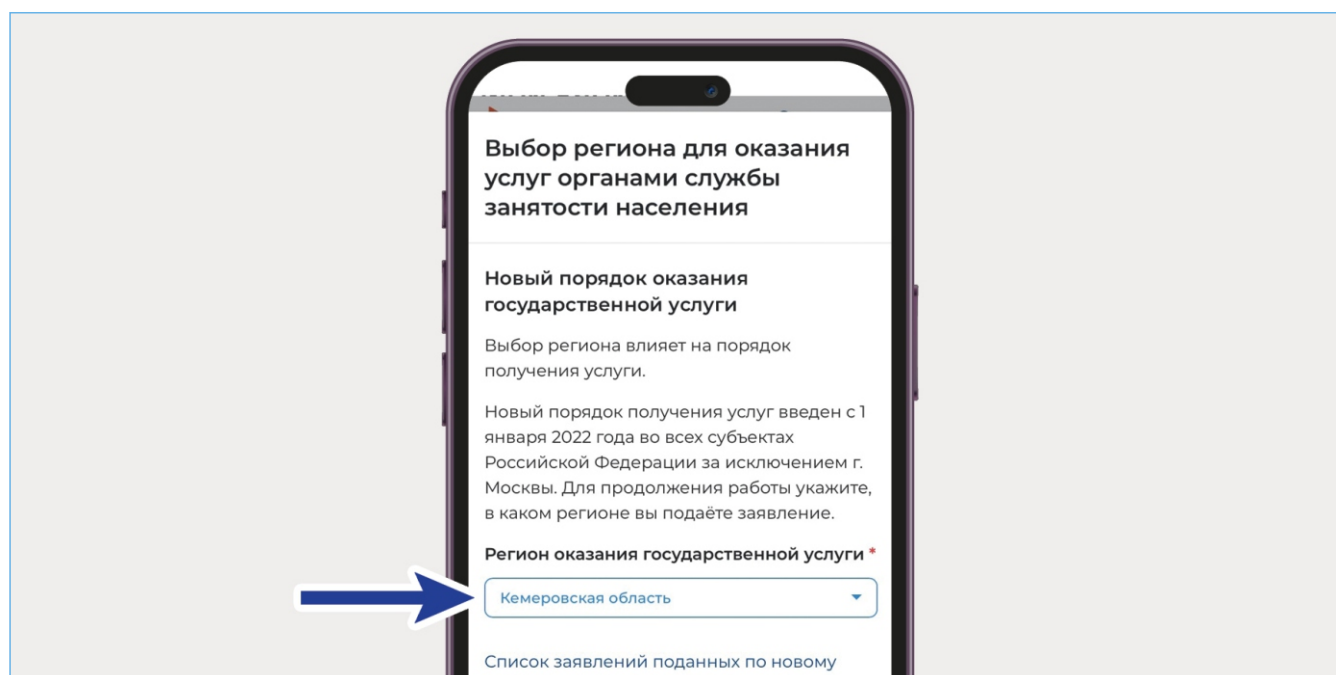 Выбор региона для оказания
услуг органами службы
занятости населения
Новый порядок оказания
государственной услуги
Выбор региона влияет на порядок
получения услуги.
Новый порядок получения услуг введен с 1
января 2022 года во всех субъектах
Российской Федерации за исключением г.
Москвы. Для продолжения работы укажите,
в каком регионе вы подаёте заявление.
Регион оказания государственной услуги *
Кемеровская область
Список заявлений поданных по новому